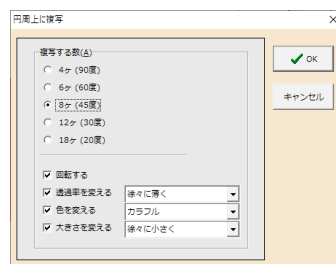 円周上に複写
複写する数(A)
4ヶ (90度)
6ヶ (60度)
8ヶ (45度)
12ヶ (30度)
18ヶ (20度)
回転する
透過率を変える 徐々に薄く
色を変える カラフル
大きさを変える 徐々に小さく
OK
キャンセル